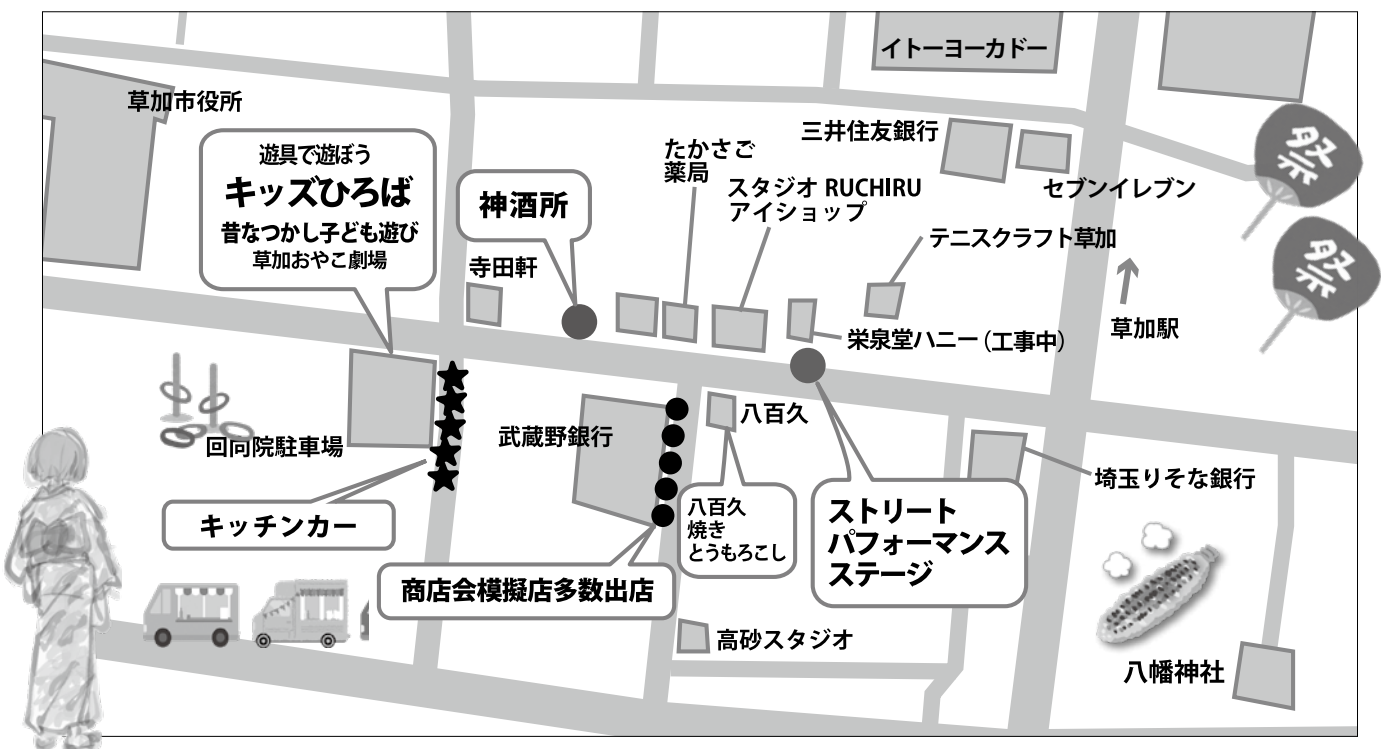 イトーヨーカドー
草加市役所
三井住友銀行
セブンイレブン
遊具で遊ぼう
キッズひろば
昔なつかし子ども遊び
草加おやこ劇場
神酒所
寺田軒
たかさご
薬局
スタジオ RUCHIRU
アイショップ
テニスクラフト草加
栄泉堂ハニー（工事中）
草加駅
祭
祭
回向院駐車場
キッチンカー
武蔵野銀行
商店会模擬店多数出店
八百久
八百久
焼き
とうもろこし
ストリート
パフォーマンス
ステージ
埼玉りそな銀行
高砂スタジオ
八幡神社